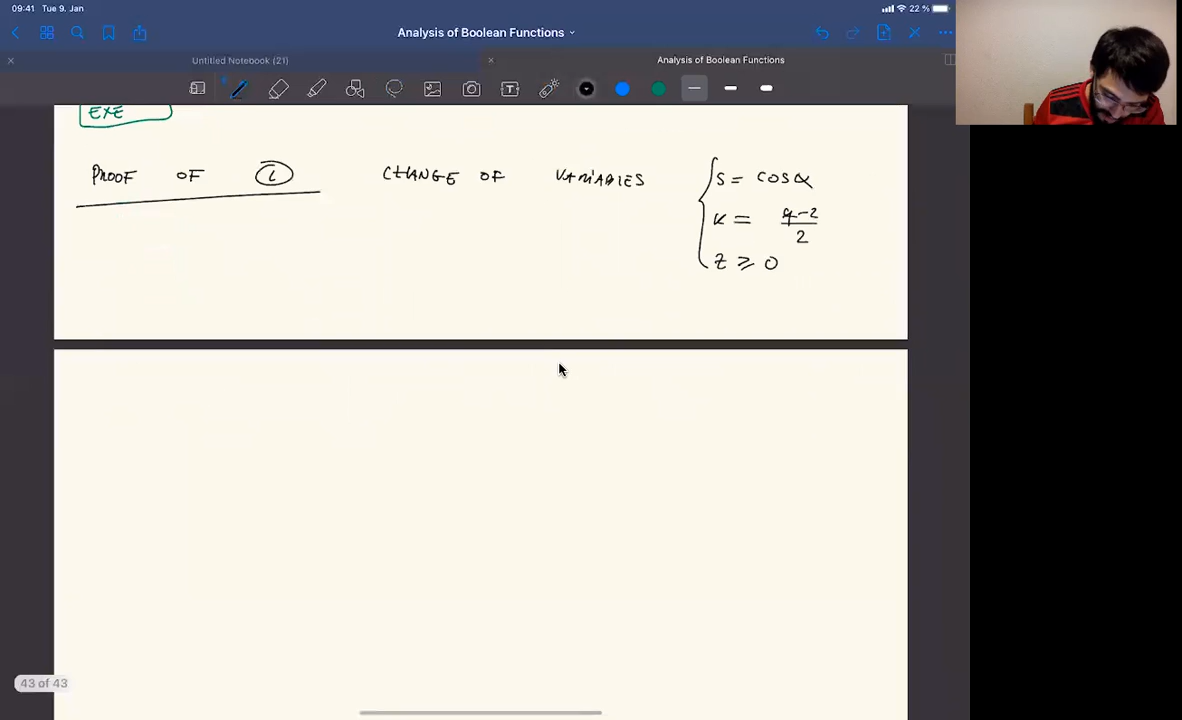 09:41 Tue 9. Jan
22 %
Analysis of Boolean Functions
Untitled Notebook (21)
Analysis of Boolean Functions
EXE
PROOF OF
CHANGE OF VARIABLES
S = cos α
= q-2
2
≥ 0
43 of 43